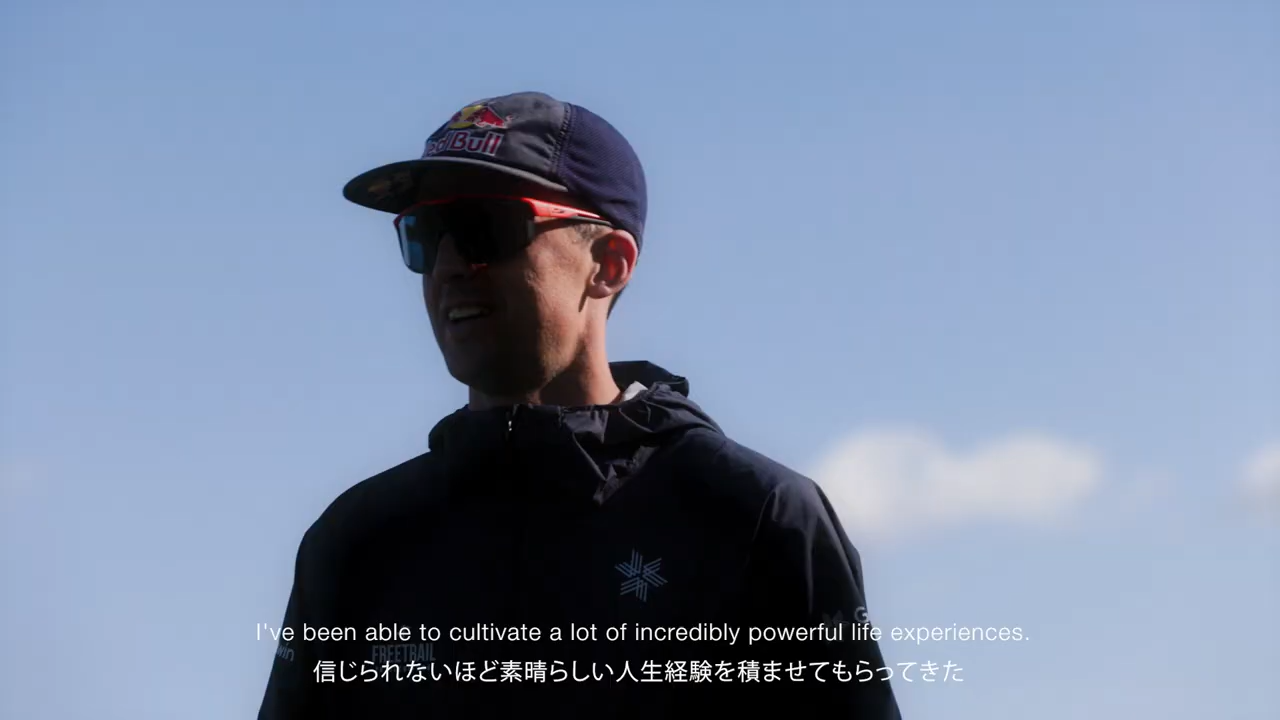 Red Bull
I've been able to cultivate a lot of incredibly powerful life experiences.
FREETRAIL
信じられないほど素晴らしい人生経験を積ませてもらってきた